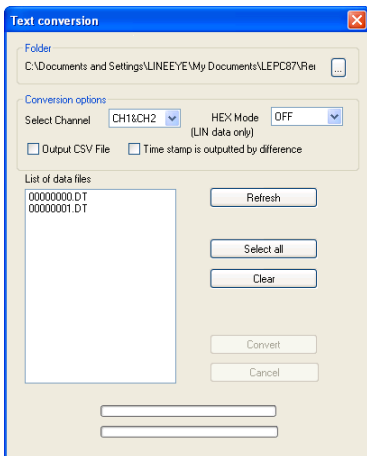 Text conversion
Folder
C:\Documents and Settings\LINEEYE\My Documents\LEPC87\Rei ...
Conversion options
Select Channel CH1&CH2 HEX Mode OFF
(LIN data only)
Output CSV File Time stamp is outputted by difference
List of data files
00000000.DT Refresh
00000001.DT
Select all
Clear
Convert
Cancel